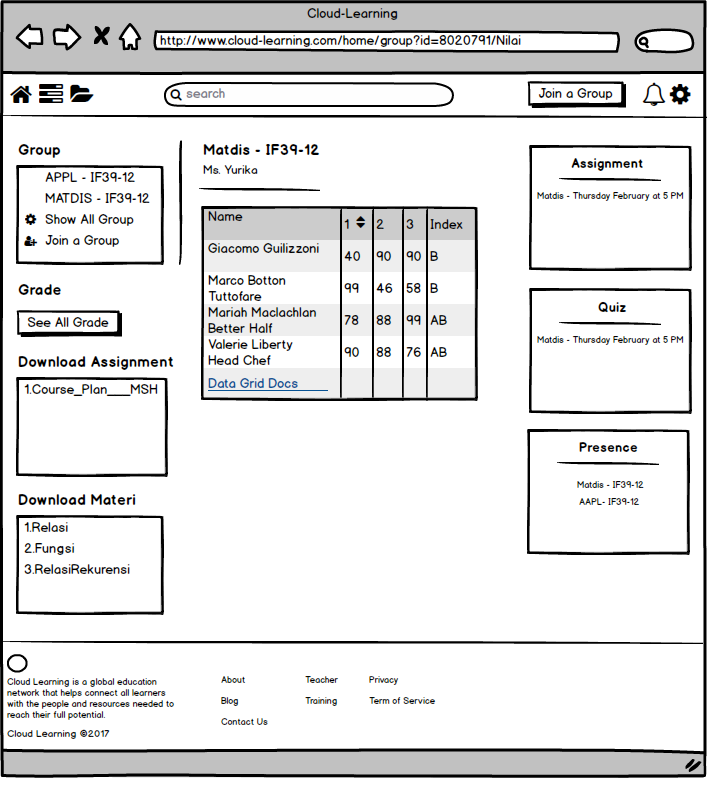 Cloud-Learning
http://www.cloud-learning.com/home/group?id=8020791/Nilai
search
Join a Group
Group
APPL - IF39-12
MATDIS - IF39-12
Show All Group
Join a Group
Grade
See All Grade
Download Assignment
1.Course_Plan___MSH
Download Materi
1.Relasi
2.Fungsi
3.RelasiRekurensi
Matdis - IF39-12
Ms. Yurika
Name 1 2 3 Index
Giacomo Guilizzoni 40 90 90 B
Marco Botton
Tuttofare 99 46 58 B
Mariah Maclachlan
Better Half 78 88 99 AB
Valerie Liberty
Head Chef 90 88 76 AB
Data Grid Docs
Assignment
Matdis - Thursday February at 5 PM
Quiz
Matdis - Thursday February at 5 PM
Presence
Matdis - IF39-12
AAPL- IF39-12
Cloud Learning is a global education
network that helps connect all learners
with the people and resources needed to
reach their full potential.
Cloud Learning ©2017
About Teacher Privacy
Blog Training Term of Service
Contact Us